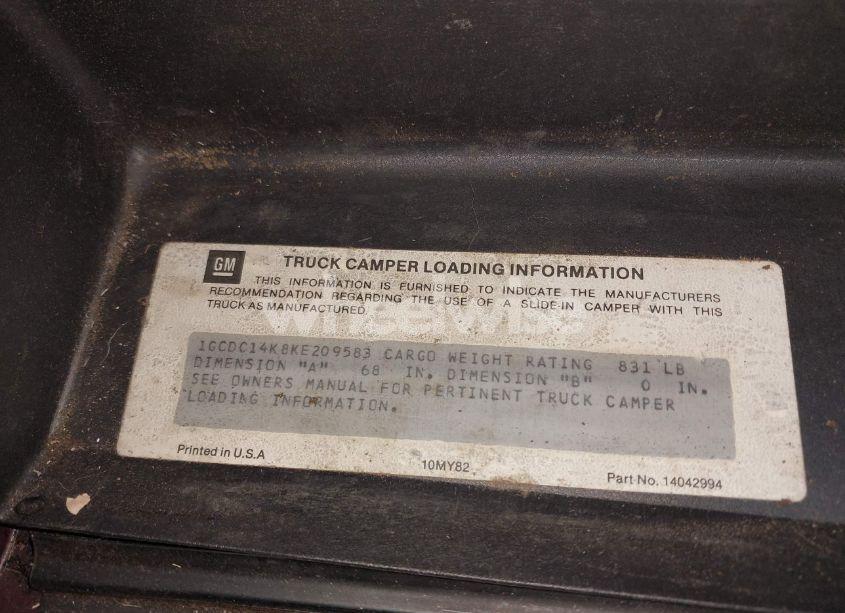 GM
TRUCK CAMPER LOADING INFORMATION
THIS INFORMATION IS FURNISHED TO INDICATE THE MANUFACTURERS
RECOMMENDATION REGARDING THE USE OF A SLIDE-IN CAMPER WITH THIS
TRUCK AS MANUFACTURED.
wheelwise
1GCDC14K8KE209583 CARGO WEIGHT RATING 831 LB
DIMENSION "A" 68 IN. DIMENSION "B" 0 IN.
SEE OWNERS MANUAL FOR PERTINENT TRUCK CAMPER
LOADING INFORMATION.
Printed in U.S.A
10MY82
Part No. 14042994